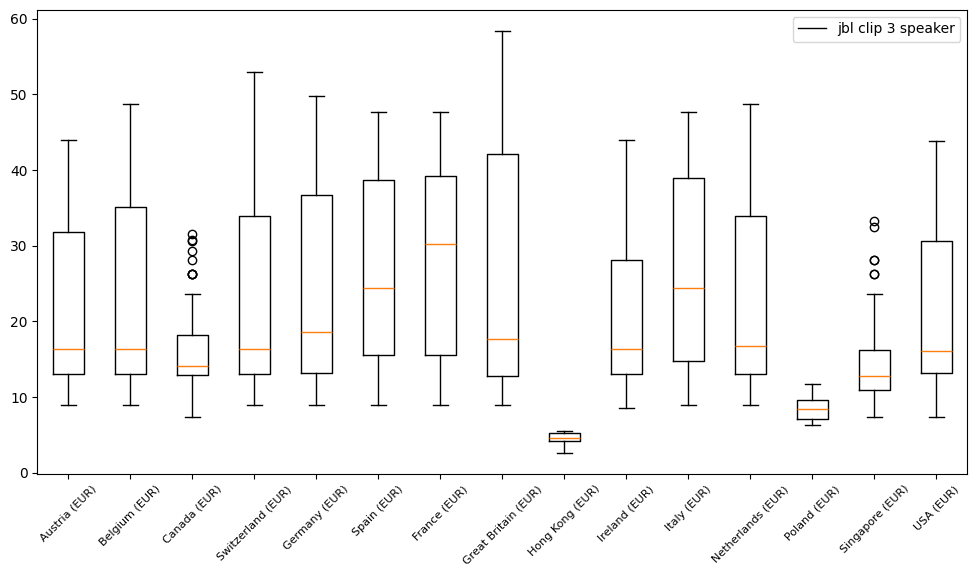 60
50
40
30
20
10
0
jbl clip 3 speaker
Austria (EUR)
Belgium (EUR)
Canada (EUR)
Switzerland (EUR)
Germany (EUR)
Spain (EUR)
France (EUR)
Great Britain (EUR)
Hong Kong (EUR)
Ireland (EUR)
Italy (EUR)
Netherlands (EUR)
Poland (EUR)
Singapore (EUR)
USA (EUR)